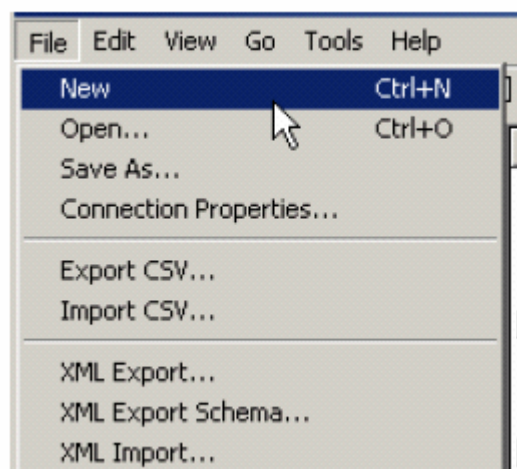 File Edit View Go Tools Help
New Ctrl+N
Open... Ctrl+O
Save As...
Connection Properties...
Export CSV...
Import CSV...
XML Export...
XML Export Schema...
XML Import...